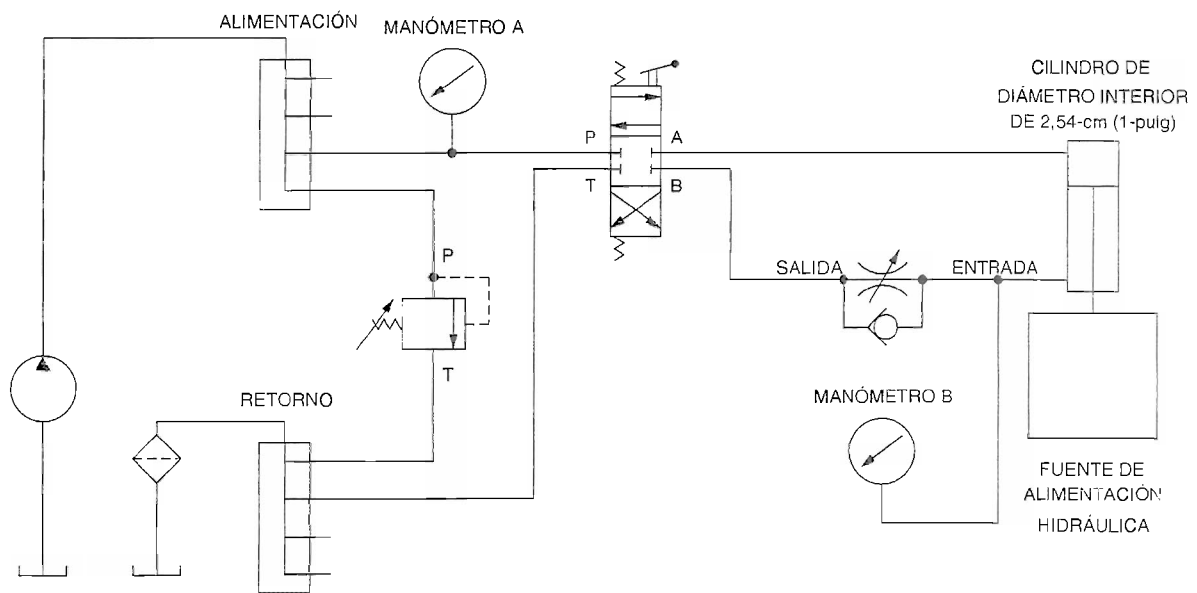 ALIMENTACIÓN
MANÓMETRO A
CILINDRO DE
DIÁMETRO INTERIOR
DE 2,54-cm (1-pulg)
P
A
T
B
SALIDA
ENTRADA
P
T
RETORNO
MANÓMETRO B
FUENTE DE
ALIMENTACIÓN
HIDRÁULICA